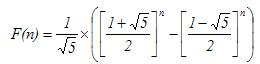 F(n) = 1/√5 × ([1+√5/2]ⁿ − [1−√5/2]ⁿ)